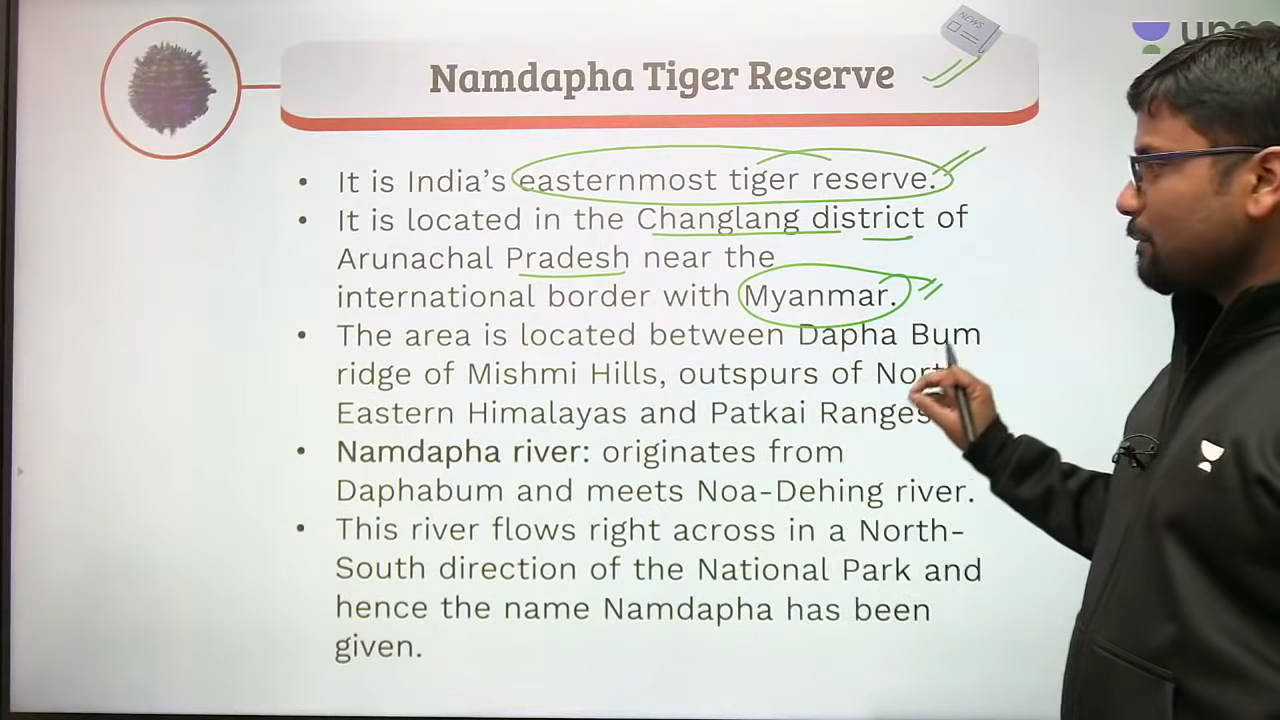 NEWS
Namdapha Tiger Reserve
• It is India's easternmost tiger reserve.
• It is located in the Changlang district of
Arunachal Pradesh near the
international border with Myanmar.
• The area is located between Dapha Bum
ridge of Mishmi Hills, outspurs of North
Eastern Himalayas and Patkai Ranges
• Namdapha river: originates from
Daphabum and meets Noa-Dehing river.
• This river flows right across in a North-
South direction of the National Park and
hence the name Namdapha has been
given.